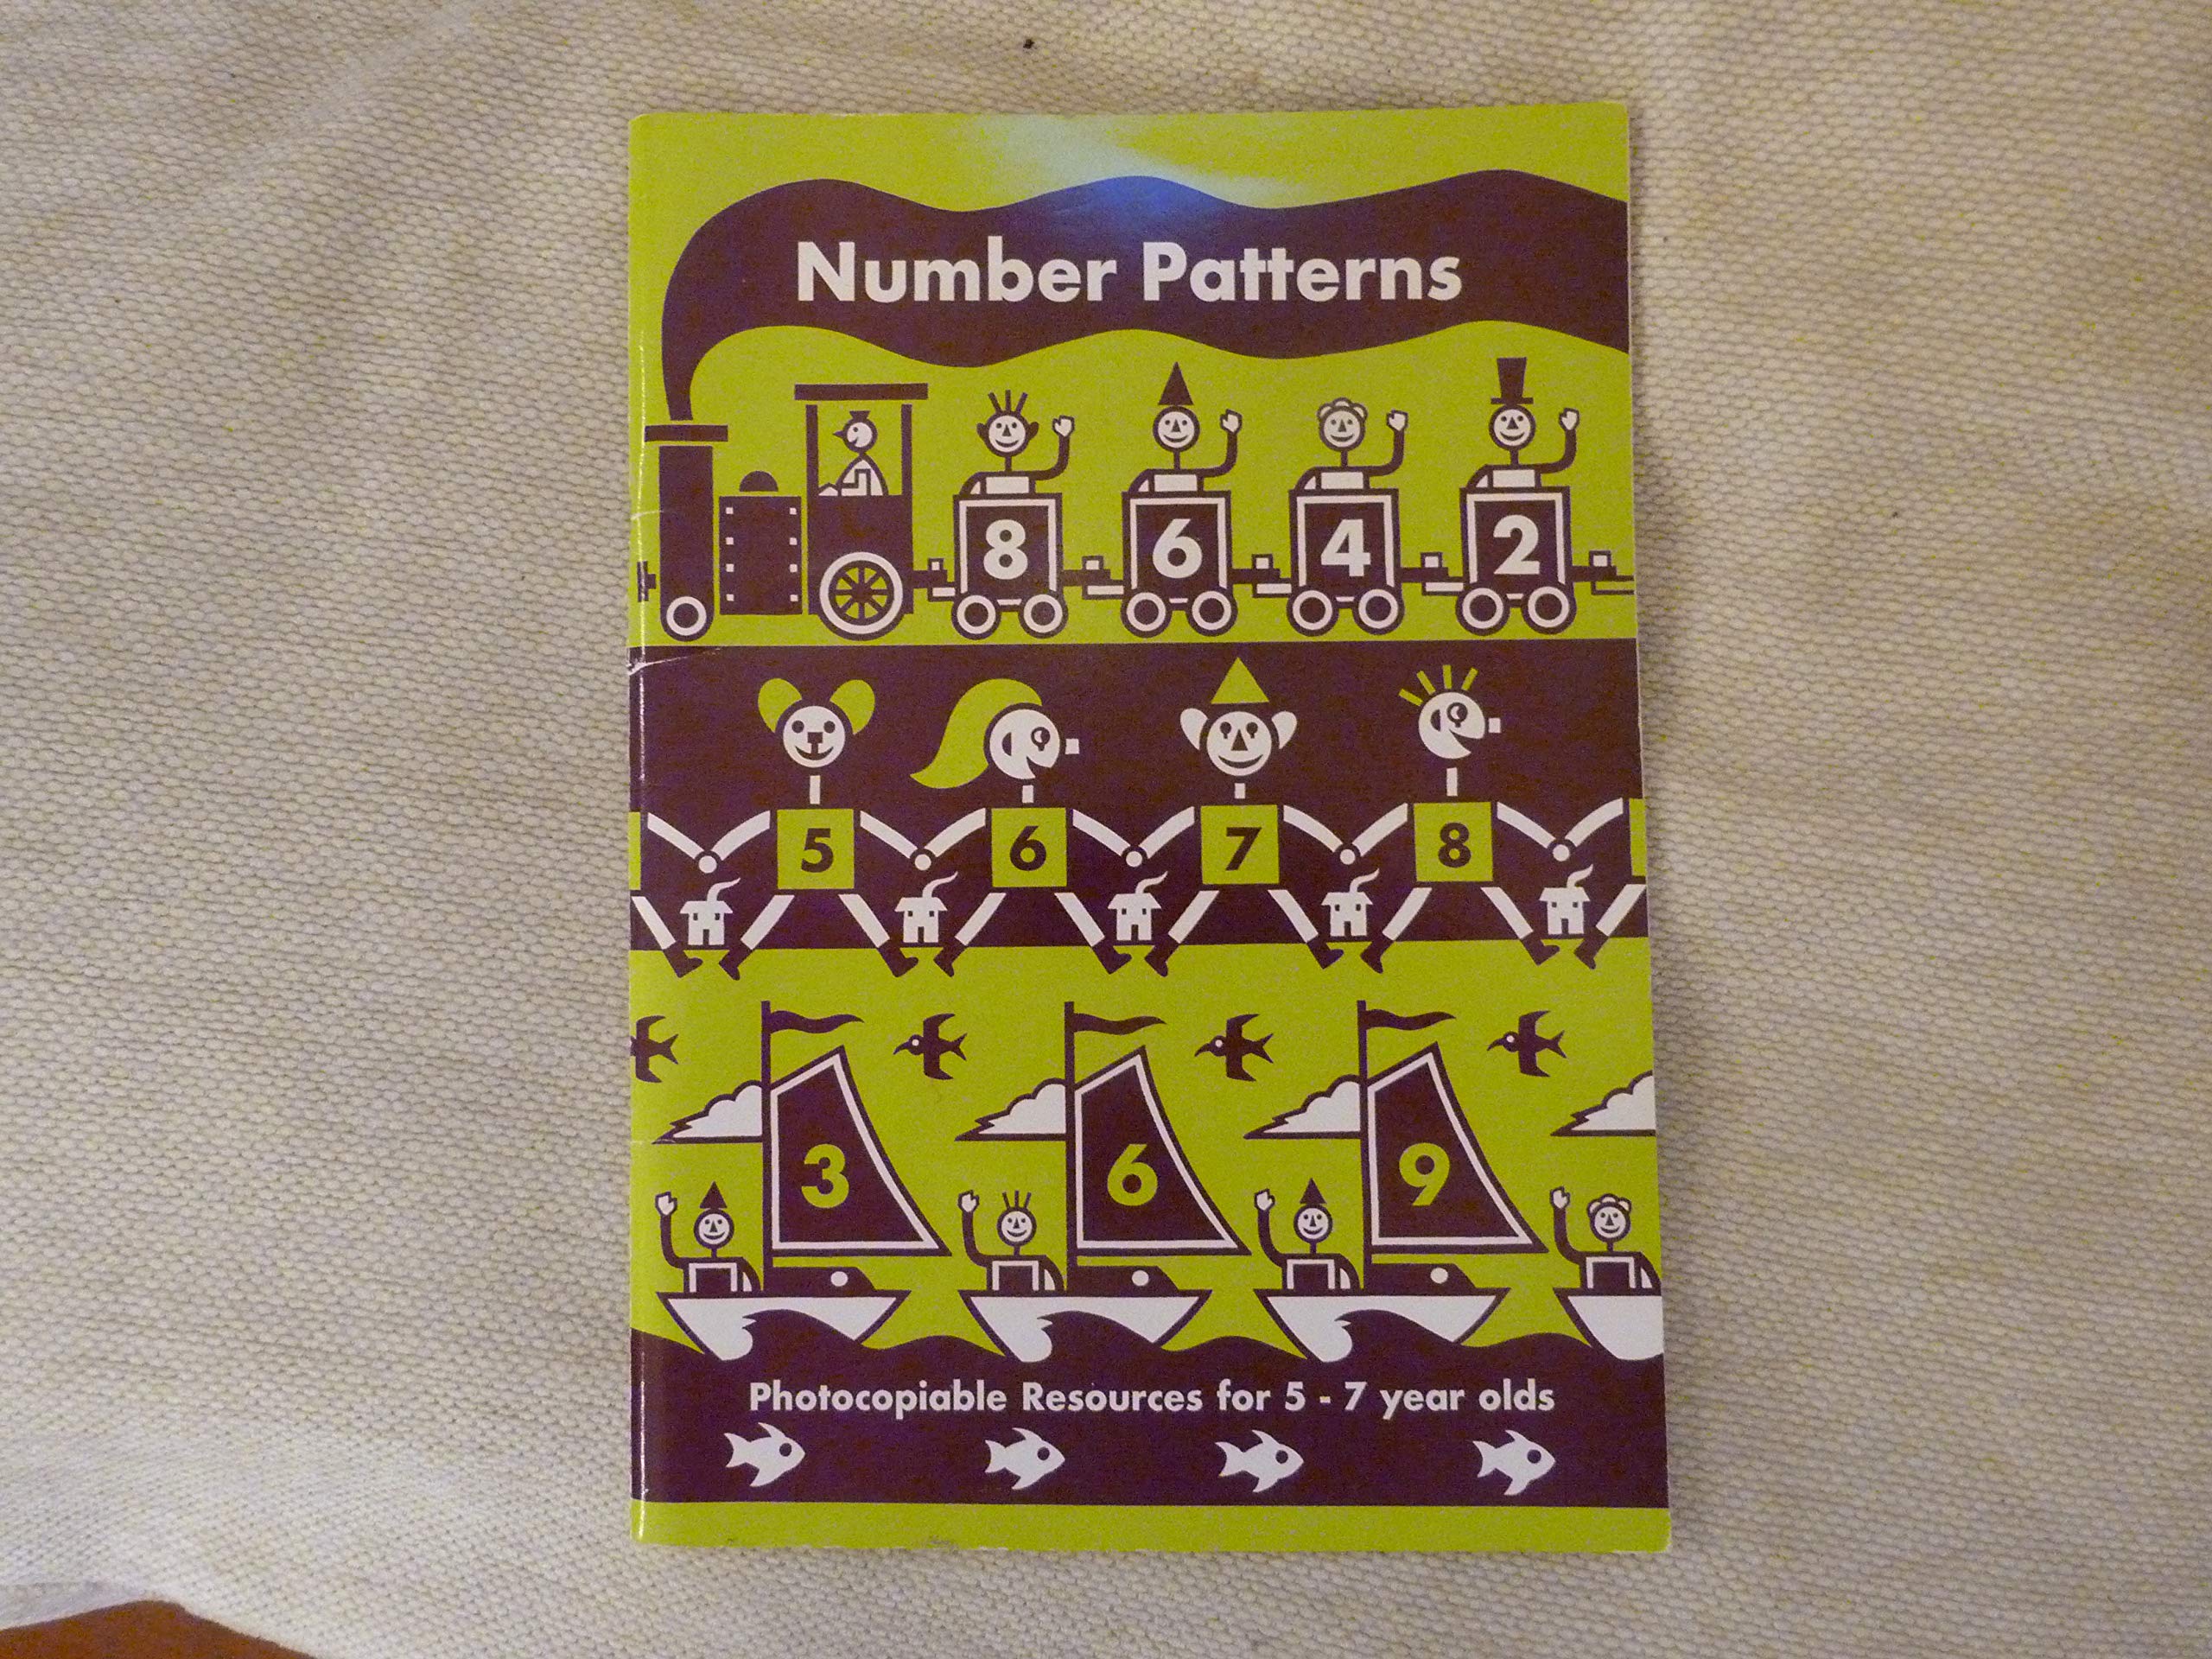 Number Patterns
8 6 4 2
5 6 7 8
3 6 9
Photocopiable Resources for 5 - 7 year olds